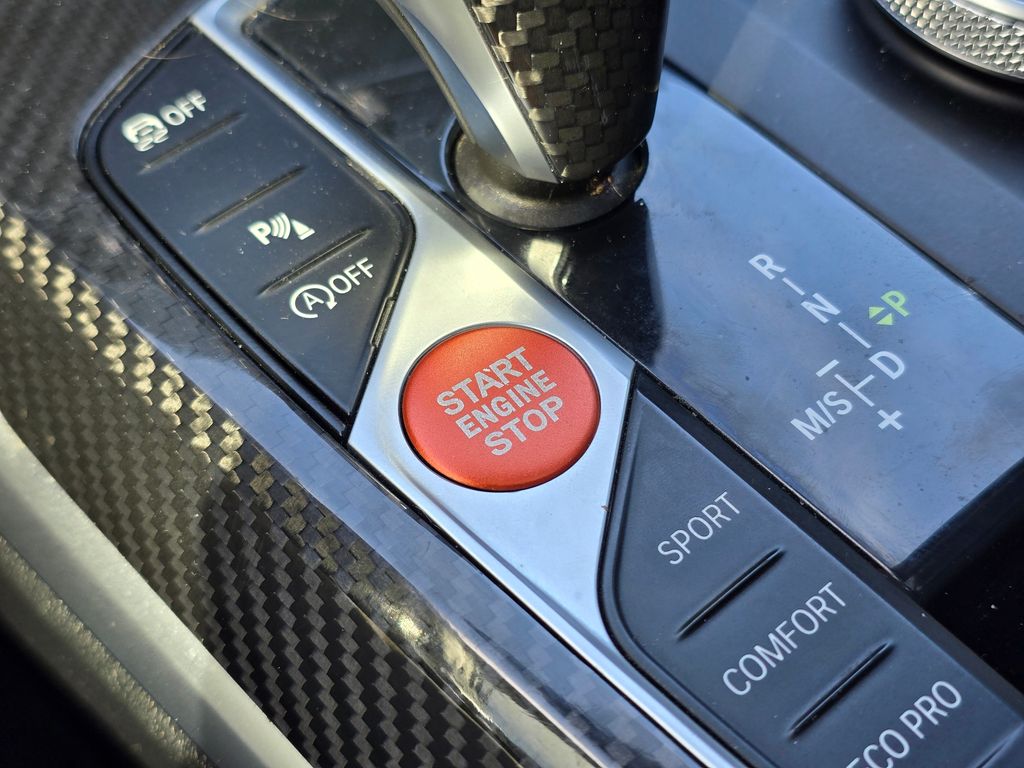 OFF
P
A OFF
START
ENGINE
STOP
R
N
P
D
M/S
+
SPORT
COMFORT
ECO PRO